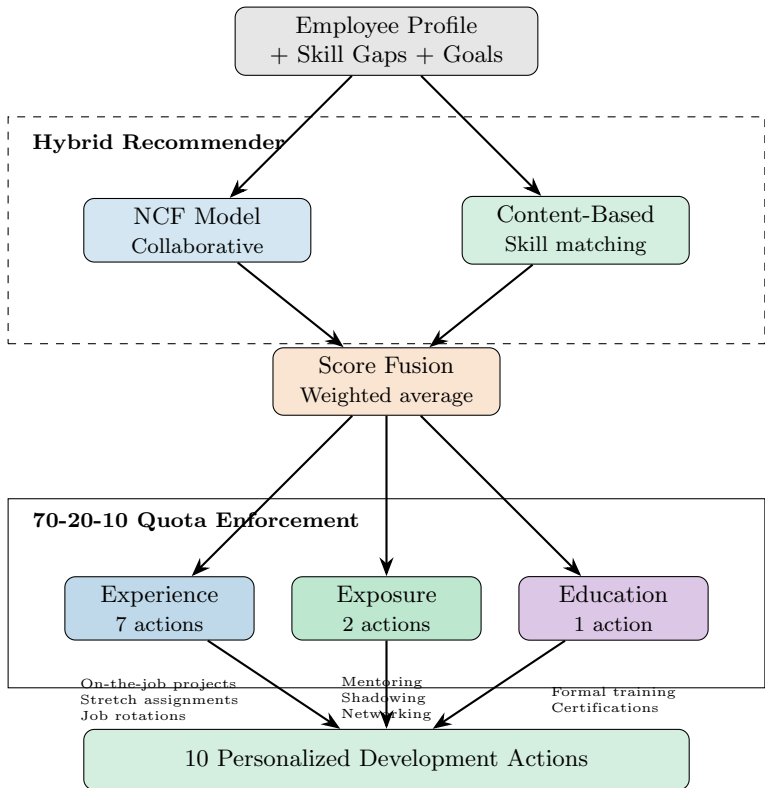 Employee Profile
+ Skill Gaps + Goals
Hybrid Recommender
NCF Model
Collaborative
Content-Based
Skill matching
Score Fusion
Weighted average
70-20-10 Quota Enforcement
Experience
7 actions
Exposure
2 actions
Education
1 action
On-the-job projects
Stretch assignments
Job rotations
Mentoring
Shadowing
Networking
Formal training
Certifications
10 Personalized Development Actions